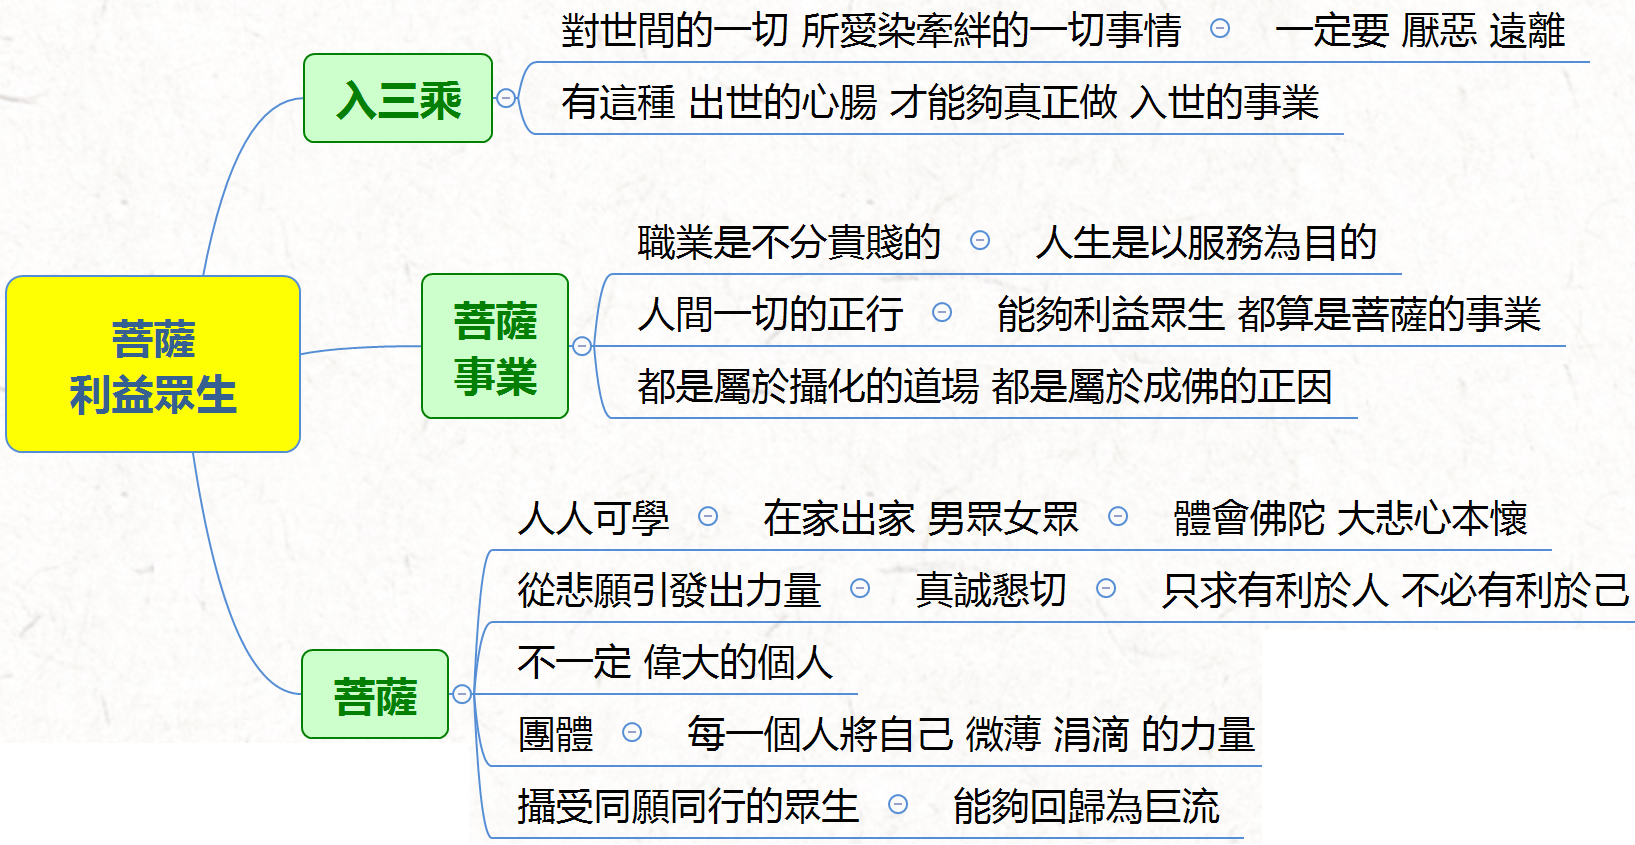 菩薩
利益眾生
入三乘
對世間的一切 所愛染牽絆的一切事情 一定要 厭惡 遠離
有這種 出世的心腸 才能夠真正做 入世的事業
菩薩
事業
職業是不分貴賤的 人生是以服務為目的
人間一切的正行 能夠利益眾生 都算是菩薩的事業
都是屬於攝化的道場 都是屬於成佛的正因
菩薩
人人可學 在家出家 男眾女眾 體會佛陀 大悲心本懷
從悲願引發出力量 真誠懇切 只求有利於人 不必有利於己
不一定 偉大的個人
團體 每一個人將自己 微薄 涓滴 的力量
攝受同願同行的眾生 能夠回歸為巨流